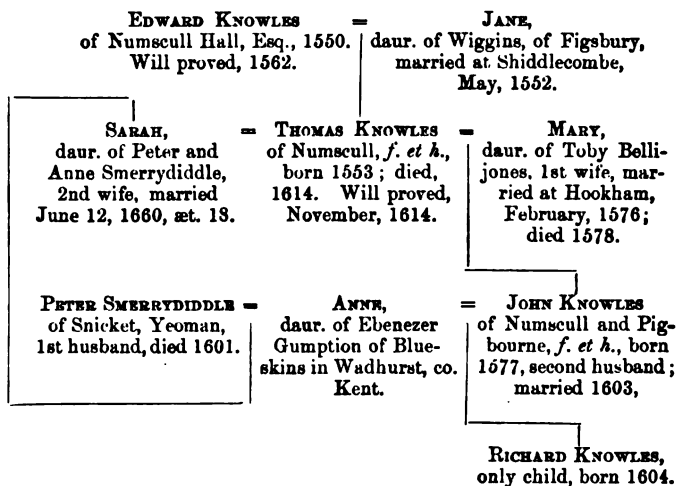 EDWARD KNOWLES = JANE,
of Numscull Hall, Esq., 1550.
Will proved, 1562.
daur. of Wiggins, of Figsbury,
married at Shiddlecombe,
May, 1552.
SARAH,
daur. of Peter and
Anne Smerrydiddle,
2nd wife, married
June 12, 1660, æt. 18.
= THOMAS KNOWLES =
of Numscull, f. et h.,
born 1553; died,
1614. Will proved,
November, 1614.
MARY,
daur. of Toby Belli-
jones, 1st wife, mar-
ried at Hookham,
February, 1576;
died 1578.
PETER SMERRYDIDDLE =
of Snicket, Yeoman,
1st husband, died 1601.
ANNE,
daur. of Ebenezer
Gumption of Blue-
skins in Wadhurst, co.
Kent.
= JOHN KNOWLES
of Numscull and Pig-
bourne, f. et h., born
1577, second husband;
married 1603,
RICHARD KNOWLES,
only child, born 1604.